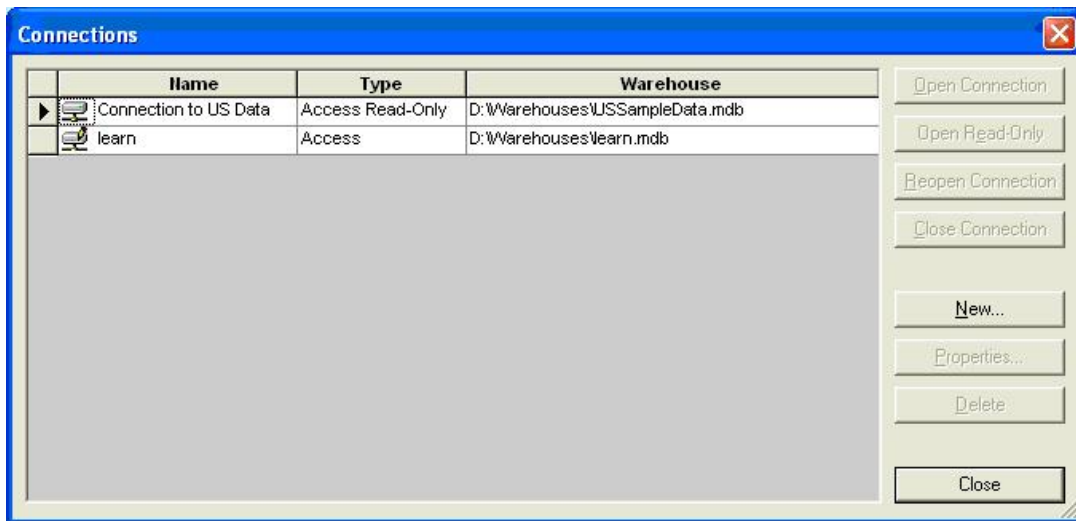 Connections
Name Type Warehouse
Connection to US Data Access Read-Only D:\Warehouses\USSampleData.mdb
learn Access D:\Warehouses\learn.mdb
Open Connection
Open Read-Only
Reopen Connection
Close Connection
New...
Properties...
Delete
Close